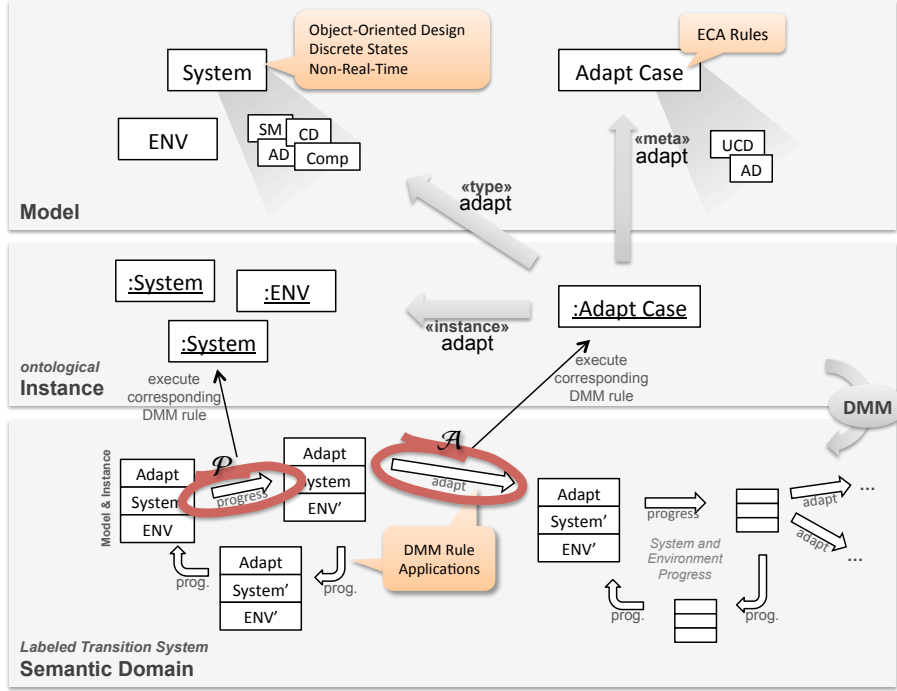 Object-Oriented Design
Discrete States
Non-Real-Time
ECA Rules
System
Adapt Case
ENV
SM
CD
AD
Comp
UCD
AD
«meta»
adapt
«type»
adapt
Model
:System
:ENV
:System
:Adapt Case
«instance»
adapt
ontological
Instance
execute
corresponding
DMM rule
execute
corresponding
DMM rule
DMM
Model & Instance
Adapt
System
ENV
P
progress
Adapt
System
ENV'
A
adapt
Adapt
System'
ENV'
progress
adapt
...
adapt
...
System and
Environment
Progress
prog.
Adapt
System'
ENV'
prog.
DMM Rule
Applications
prog.
prog.
Labeled Transition System
Semantic Domain